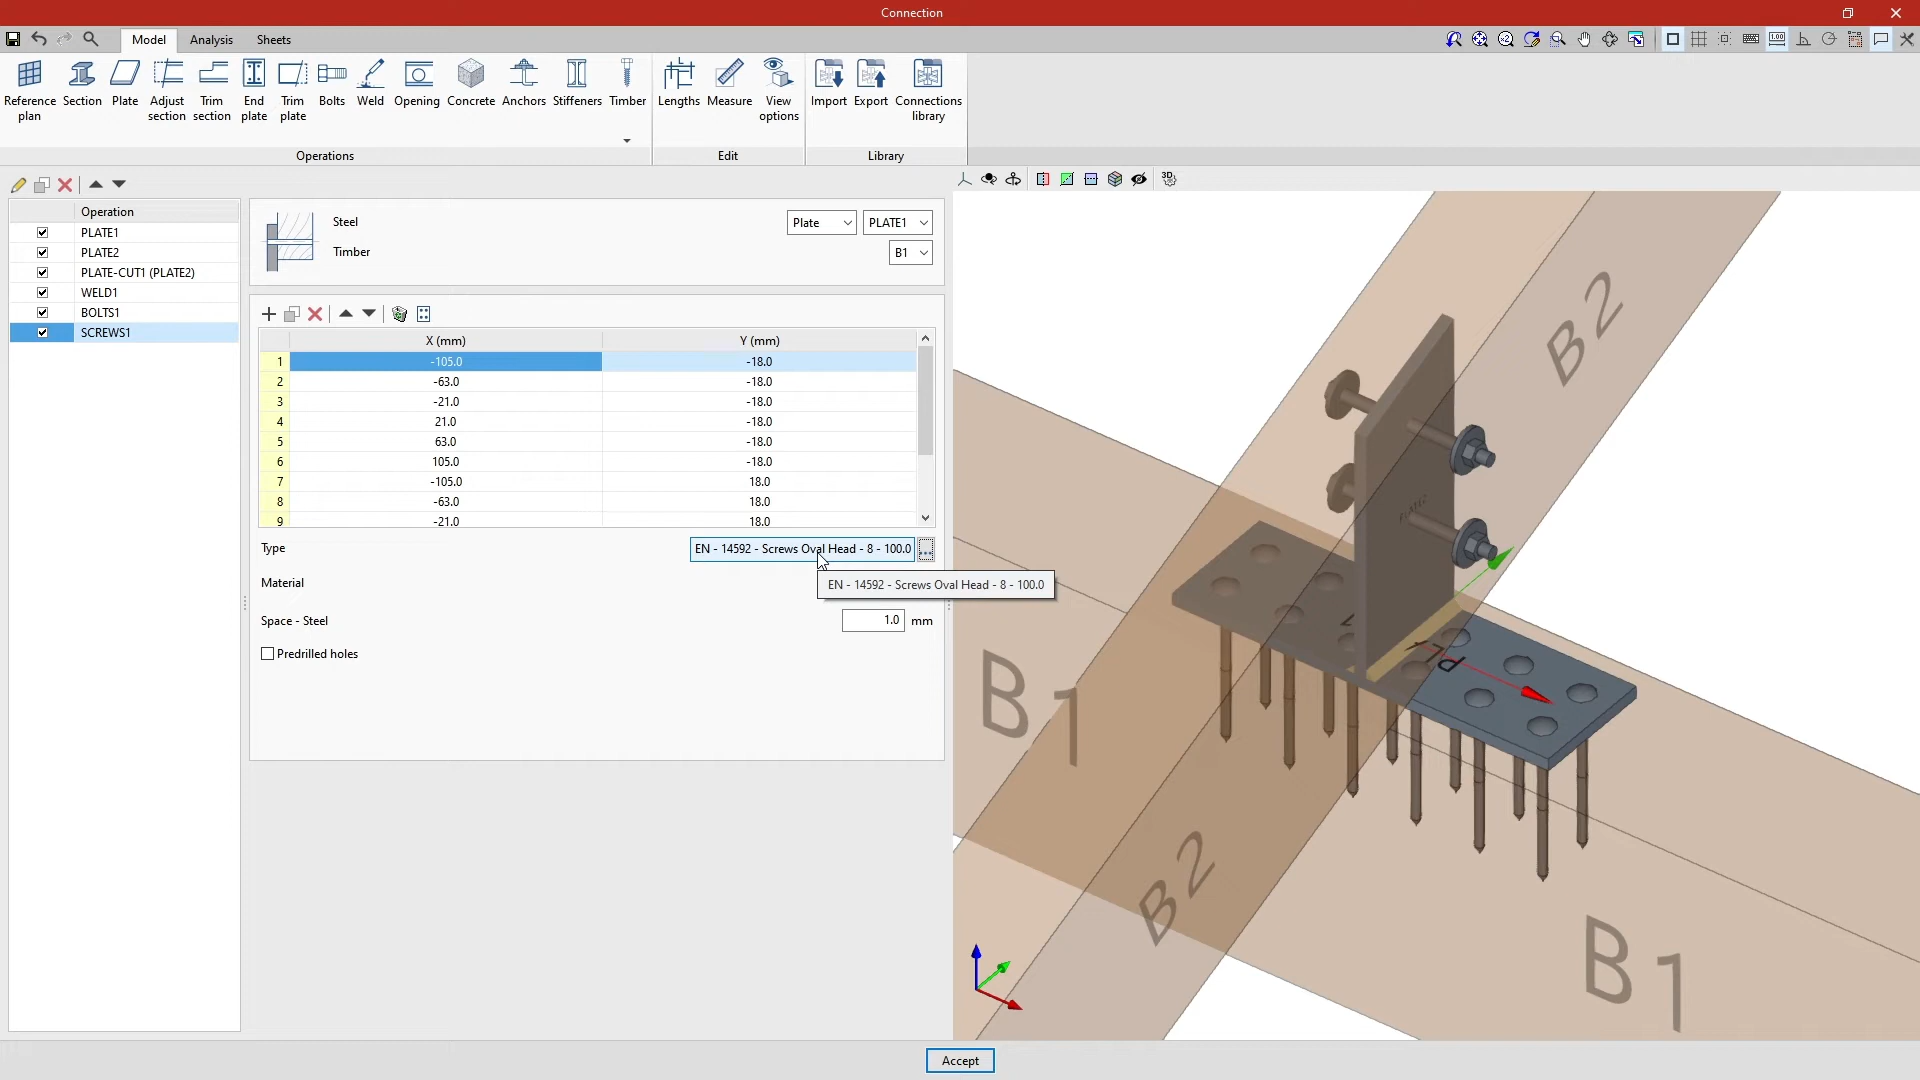 Connection
Model Analysis Sheets
Reference plan
Section
Plate
Adjust section
Trim section
End plate
Trim plate
Bolts
Weld
Opening
Concrete
Anchors
Stiffeners
Timber
Lengths
Measure
View options
Import
Export
Connections library
Operations Edit Library
Operation
PLATE1
PLATE2
PLATE-CUT1 (PLATE2)
WELD1
BOLTS1
SCREWS1
Steel Plate PLATE1
Timber B1
X (mm) Y (mm)
1 -105.0 -18.0
2 -63.0 -18.0
3 -21.0 -18.0
4 21.0 -18.0
5 63.0 -18.0
6 105.0 -18.0
7 -105.0 18.0
8 -63.0 18.0
9 -21.0 18.0
Type EN - 14592 - Screws Oval Head - 8 - 100.0 ...
EN - 14592 - Screws Oval Head - 8 - 100.0
Material
Space - Steel 1.0 mm
Predrilled holes
3D
B2
B1
B2
B1
Accept